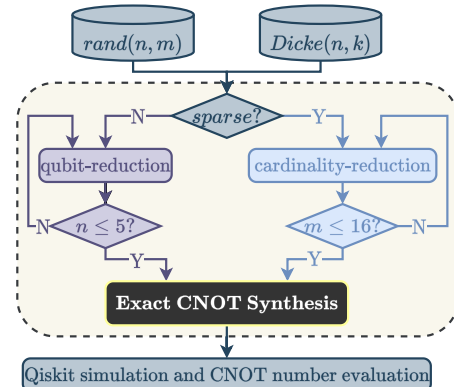 rand(n, m)
Dicke(n, k)
sparse?
N
Y
qubit-reduction
cardinality-reduction
n ≤ 5?
N
m ≤ 16?
N
Y
Y
Exact CNOT Synthesis
Qiskit simulation and CNOT number evaluation